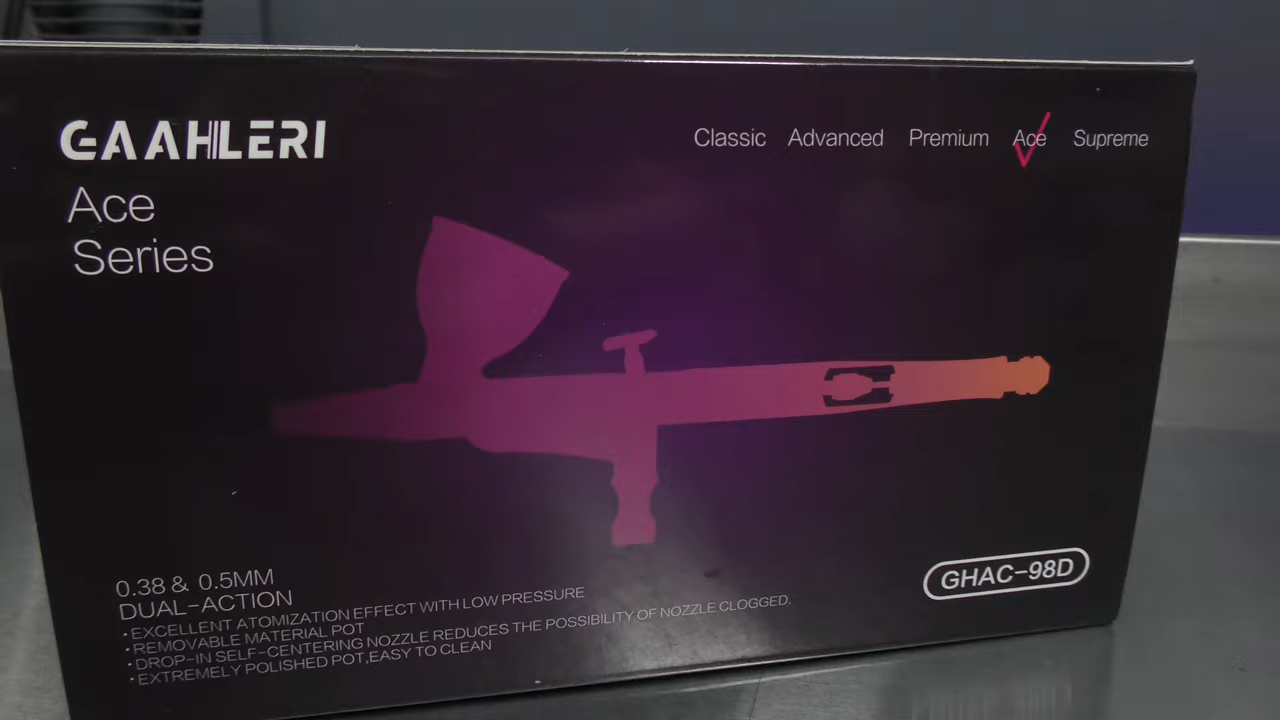 GAAHLERI
Classic Advanced Premium Ace Supreme
Ace
Series
0.38 & 0.5MM
DUAL-ACTION
•EXCELLENT ATOMIZATION EFFECT WITH LOW PRESSURE
•REMOVABLE MATERIAL POT
•DROP-IN SELF-CENTERING NOZZLE REDUCES THE POSSIBILITY OF NOZZLE CLOGGED.
•EXTREMELY POLISHED POT,EASY TO CLEAN
GHAC-98D